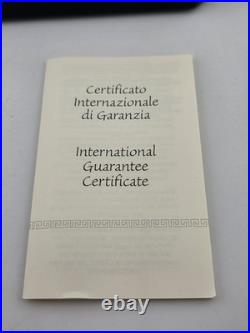 Certificato
Internazionale
di Garanzia
International
Guarantee
Certificate